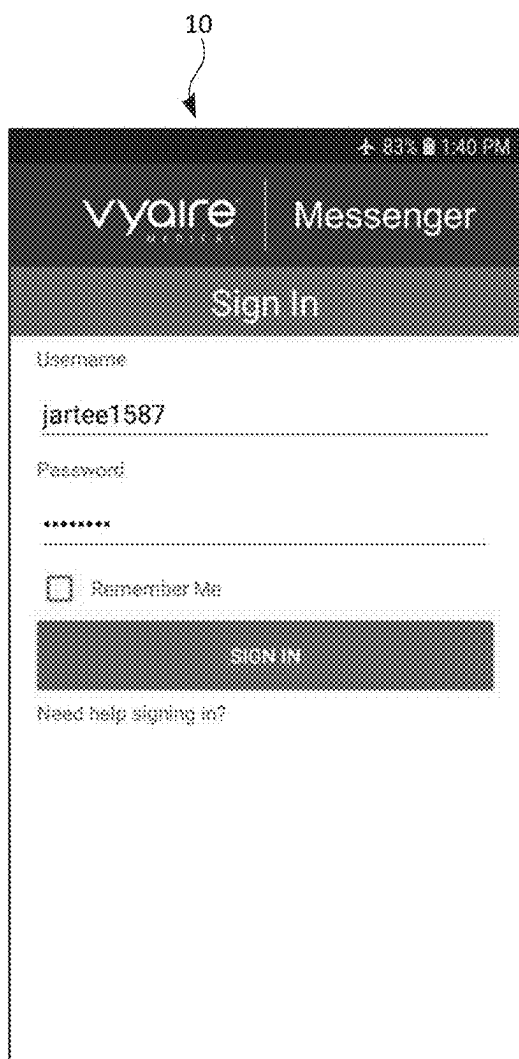 10
83% 1:40 PM
vyaire | Messenger
MEDICAL
Sign In
Username
jartee1587
Password
••••••••
Remember Me
SIGN IN
Need help signing in?